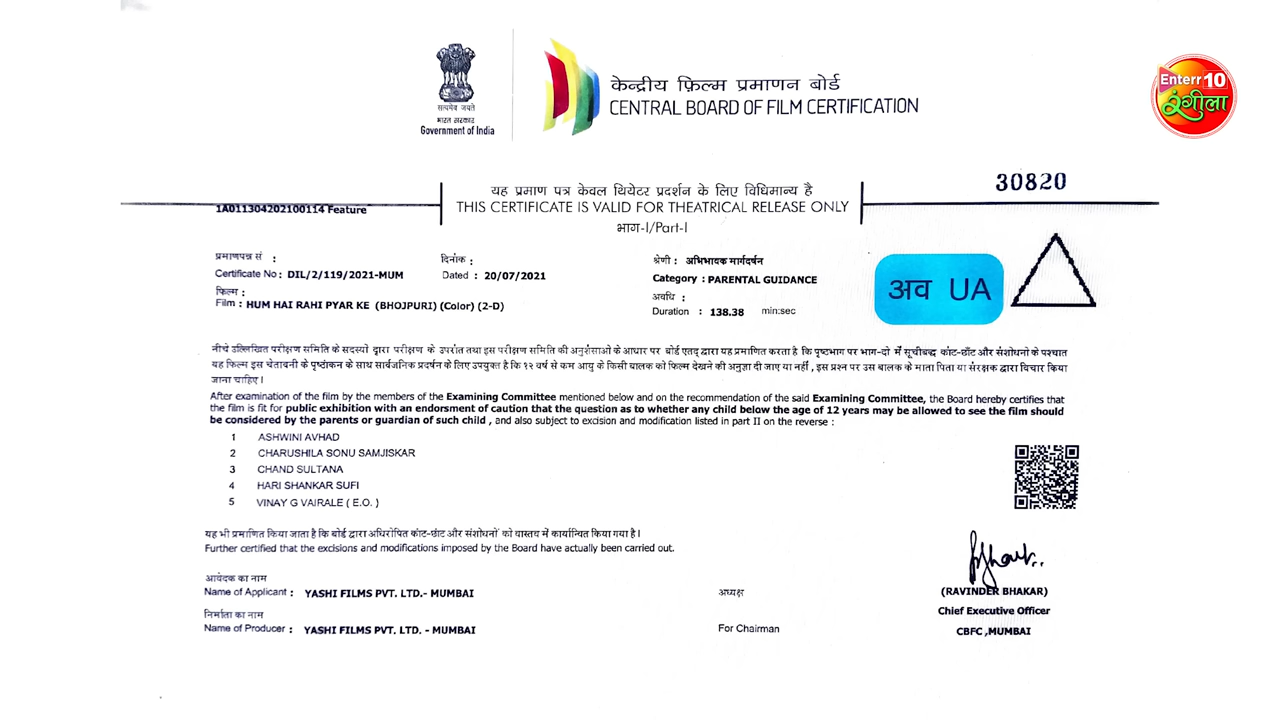 सत्यमेव जयते
भारत सरकार
Government of India
केन्द्रीय फ़िल्म प्रमाणन बोर्ड
CENTRAL BOARD OF FILM CERTIFICATION
Enterr 10
रंगीला
30820
यह प्रमाण पत्र केवल थियेटर प्रदर्शन के लिए विधिमान्य है
THIS CERTIFICATE IS VALID FOR THEATRICAL RELEASE ONLY
1A011304202100114 Feature
भाग-I/Part-I
प्रमाणपत्र सं :
दिनांक :
श्रेणी : अभिभावक मार्गदर्शन
Certificate No : DIL/2/119/2021-MUM
Dated : 20/07/2021
Category : PARENTAL GUIDANCE
अव UA
फिल्म :
अवधि :
Film : HUM HAI RAHI PYAR KE (BHOJPURI) (Color) (2-D)
Duration : 138.38 min:sec
नीचे उल्लिखित परीक्षण समिति के सदस्यों द्वारा परीक्षण के उपरांत तथा इस परीक्षण समिति की अनुशंसाओं के आधार पर बोर्ड एतद् द्वारा यह प्रमाणित करता है कि पृष्ठभाग पर भाग-दो में सूचीबद्ध कांट-छाँट और संशोधनों के पश्चात
यह फिल्म इस चेतावनी के पृष्ठांकन के साथ सार्वजनिक प्रदर्शन के लिए उपयुक्त है कि १२ वर्ष से कम आयु के किसी बालक को फिल्म देखने की अनुज्ञा दी जाए या नहीं , इस प्रश्न पर उस बालक के माता पिता या संरक्षक द्वारा विचार किया
जाना चाहिए ।
After examination of the film by the members of the Examining Committee mentioned below and on the recommendation of the said Examining Committee, the Board hereby certifies that
the film is fit for public exhibition with an endorsment of caution that the question as to whether any child below the age of 12 years may be allowed to see the film should
be considered by the parents or guardian of such child , and also subject to excision and modification listed in part II on the reverse :
1 ASHWINI AVHAD
2 CHARUSHILA SONU SAMJISKAR
3 CHAND SULTANA
4 HARI SHANKAR SUFI
5 VINAY G VAIRALE ( E.O. )
यह भी प्रमाणित किया जाता है कि बोर्ड द्वारा अधिरोपित कांट-छांट और संशोधनों को वास्तव में कार्यान्वित किया गया है ।
Further certified that the excisions and modifications imposed by the Board have actually been carried out.
आवेदक का नाम
Name of Applicant : YASHI FILMS PVT. LTD.- MUMBAI
अध्यक्ष
(RAVINDER BHAKAR)
Chief Executive Officer
निर्माता का नाम
Name of Producer : YASHI FILMS PVT. LTD. - MUMBAI
For Chairman
CBFC ,MUMBAI